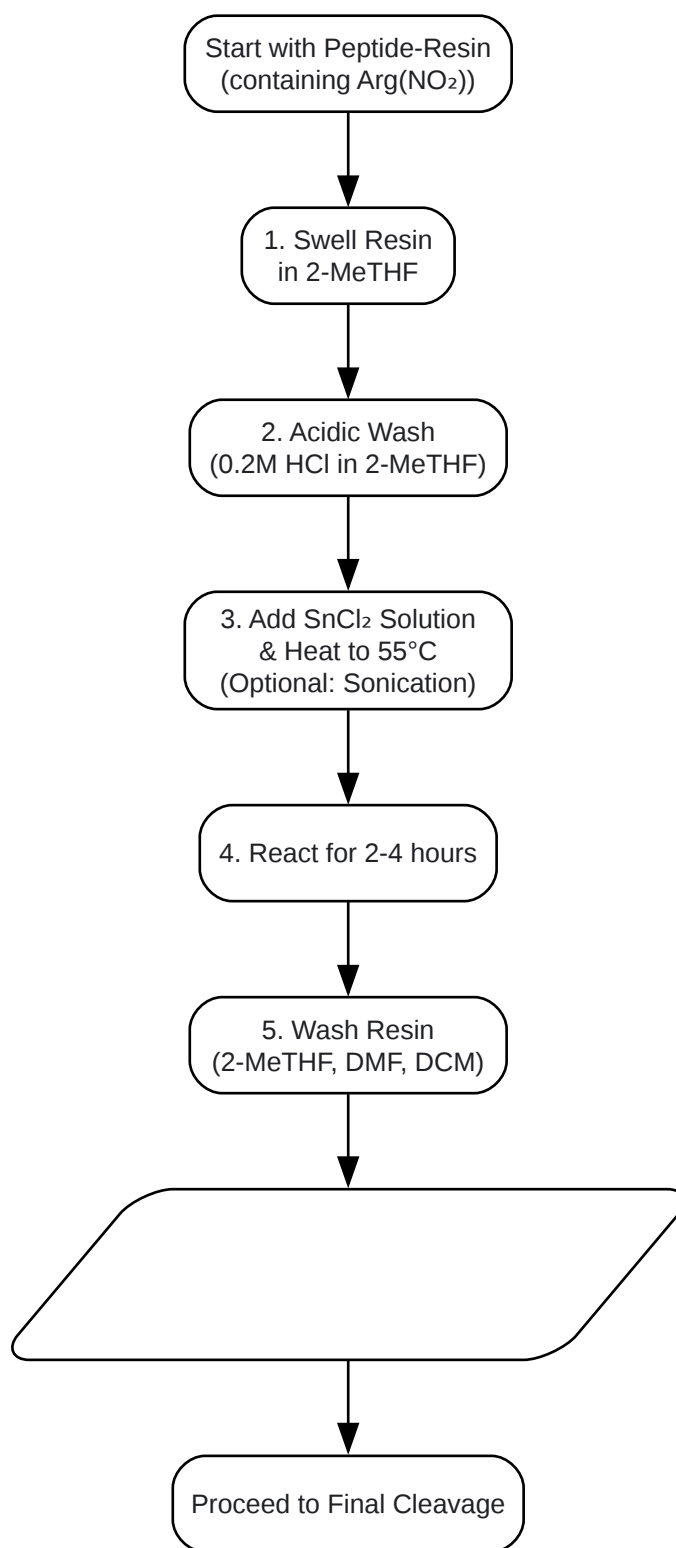 Start with Peptide-Resin
(containing Arg(NO₂))
1. Swell Resin
in 2-MeTHF
2. Acidic Wash
(0.2M HCl in 2-MeTHF)
3. Add SnCl₂ Solution
& Heat to 55°C
(Optional: Sonication)
4. React for 2-4 hours
5. Wash Resin
(2-MeTHF, DMF, DCM)
Proceed to Final Cleavage